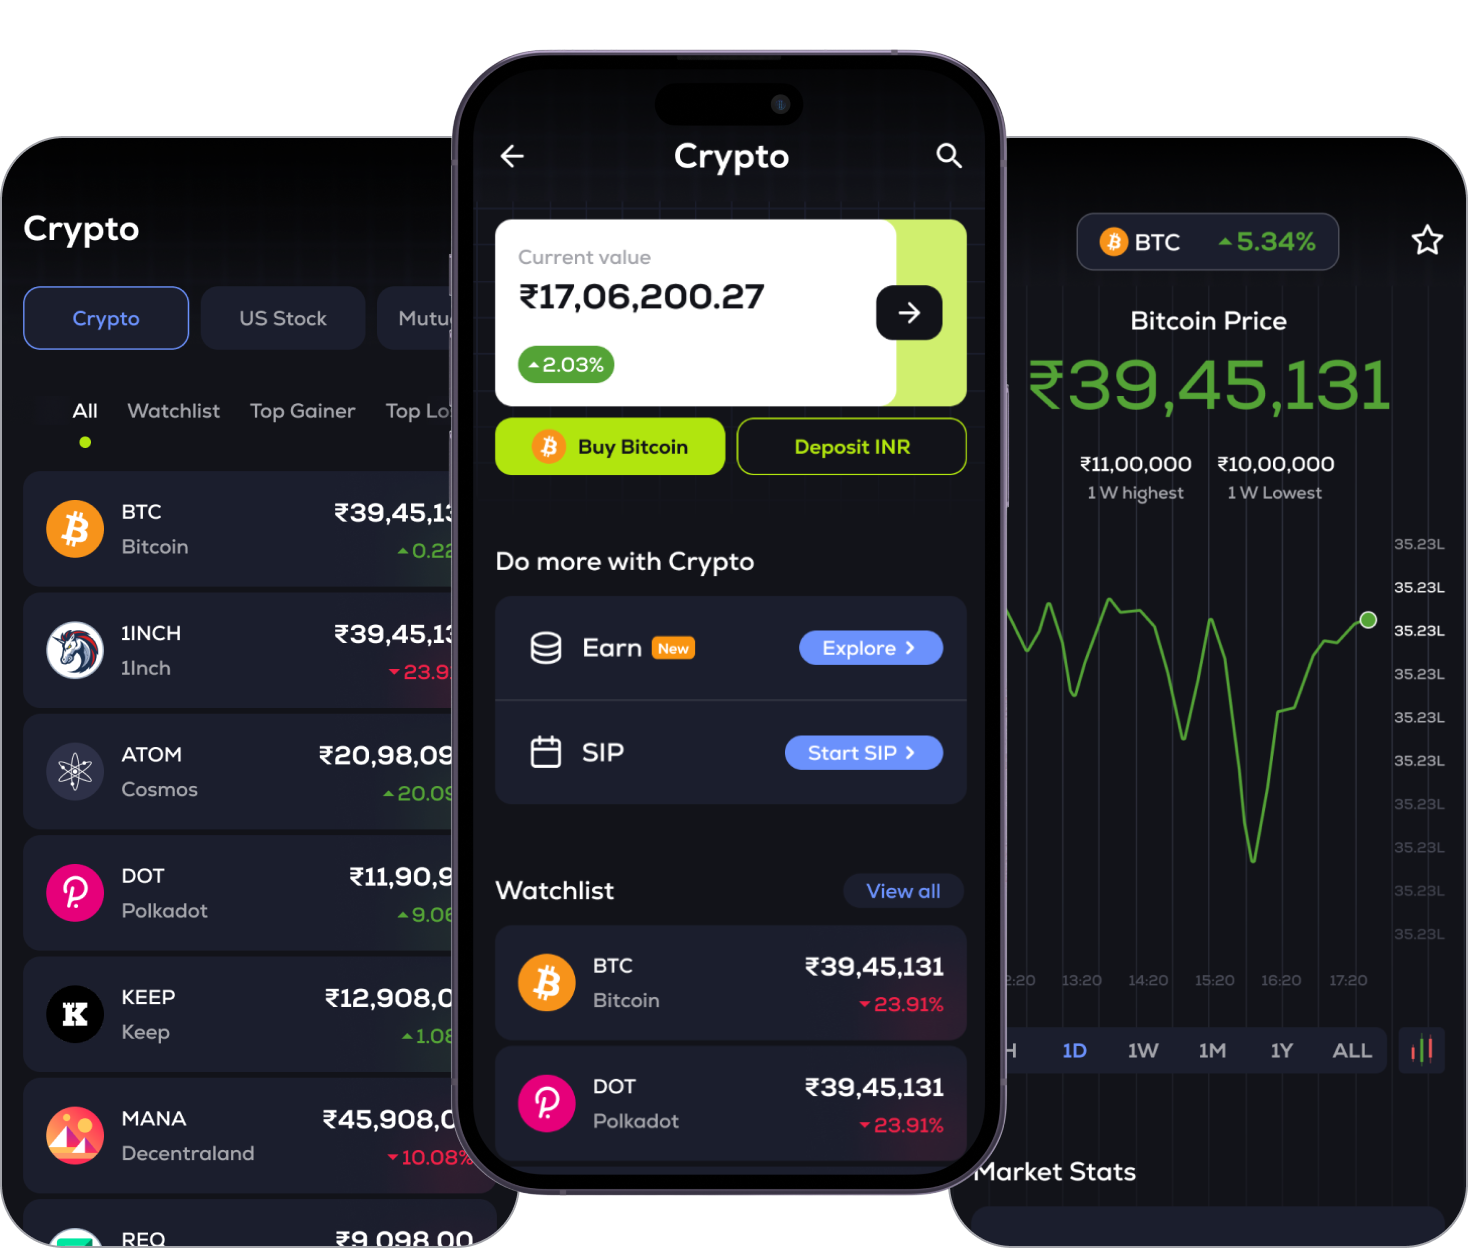 Crypto
Crypto
US Stock
All
Watchlist
Top Gainer
Top
BTC
₹39,45,13
Bitcoin
0.22
1INCH
₹39,45,13
1Inch
23.9
ATOM
₹20,98,09
Cosmos
20.09
DOT
₹11,90,9
Polkadot
9.06
KEEP
₹12,908,0
Keep
1.08
MANA
₹45,908,0
Decentraland
10.08%
REQ
₹9,098.00
Crypto
Current value
₹17,06,200.27
2.03%
Buy Bitcoin
Deposit INR
Do more with Crypto
Earn New
Explore >
SIP
Start SIP >
Watchlist
View all
BTC
₹39,45,131
Bitcoin
23.91%
DOT
₹39,45,131
Polkadot
23.91%
BTC
5.34%
Bitcoin Price
₹39,45,131
₹11,00,000
₹10,00,000
1 W highest
1 W Lowest
35.23L
35.23L
35.23L
35.23L
35.23L
35.23L
35.23L
35.23L
35.23L
35.23L
2:20
13:20
14:20
15:20
16:20
17:20
H
1D
1W
1M
1Y
ALL
Market Stats